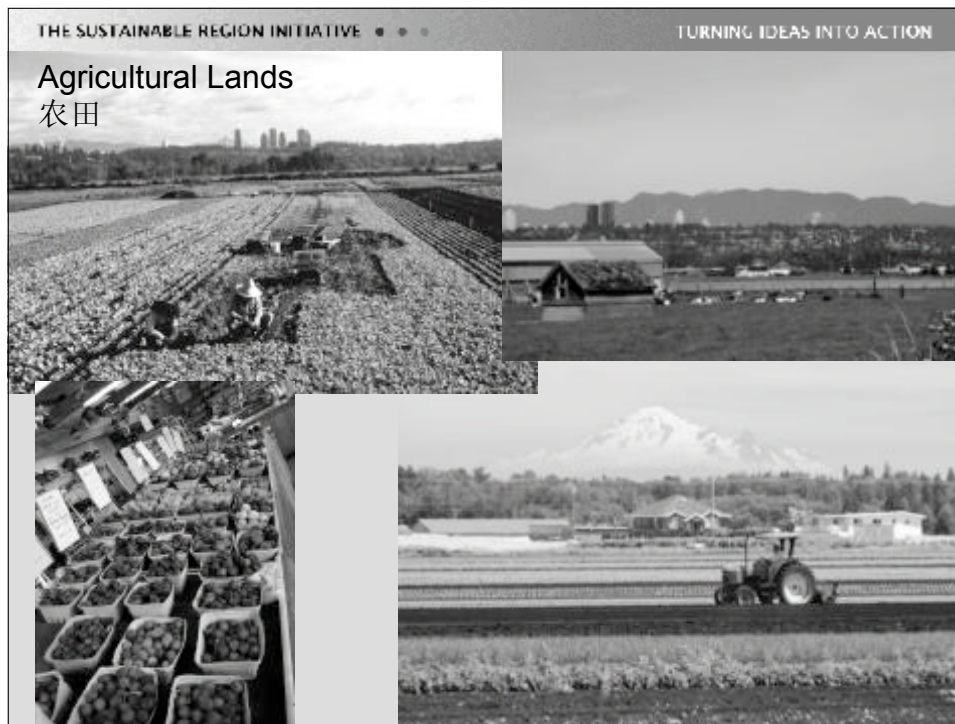 THE SUSTAINABLE REGION INITIATIVE
TURNING IDEAS INTO ACTION
Agricultural Lands
农田